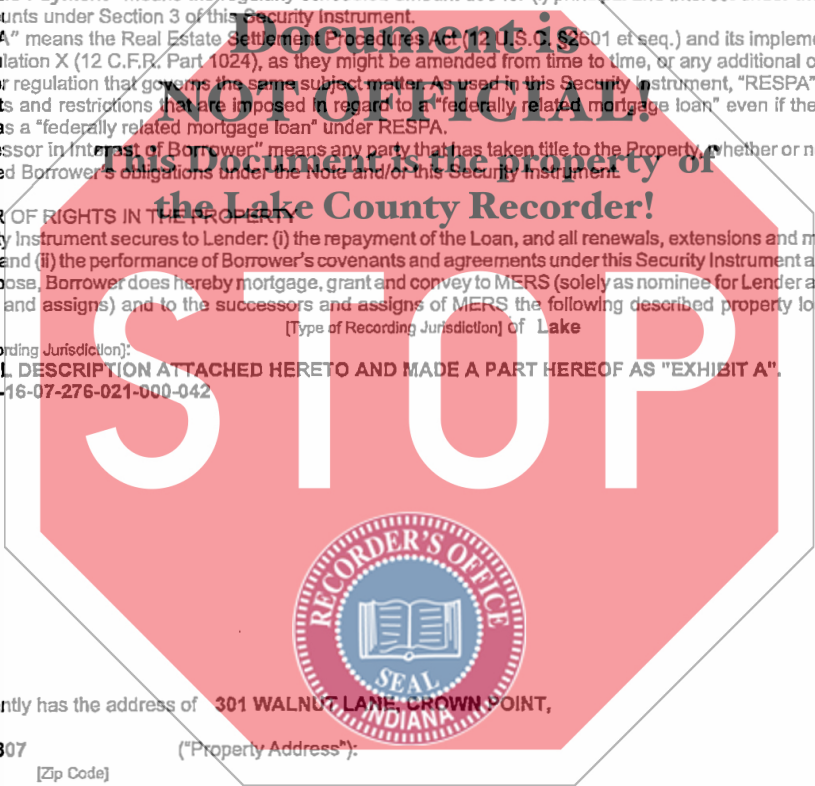 unts under Section 3 of this Security Instrument.
Document is
A" means the Real Estate Settlement Procedures Act (12 U.S.C. §2601 et seq.) and its impleme
lation X (12 C.F.R. Part 1024), as they might be amended from time to time, or any additional o
r regulation that governs the same subject matter. As used in this Security Instrument, "RESPA"
NOT OFFICIAL!
ts and restrictions that are imposed in regard to a "federally related mortgage loan" even if the
as a "federally related mortgage loan" under RESPA.
ssor in Interest of Borrower" means any party that has taken title to the Property, whether or n
This Document is the property of
d Borrower's obligations under the Note and/or this Security Instrument.
the Lake County Recorder!
R OF RIGHTS IN THE PROPERTY
y Instrument secures to Lender: (i) the repayment of the Loan, and all renewals, extensions and m
and (ii) the performance of Borrower's covenants and agreements under this Security Instrument a
ose, Borrower does hereby mortgage, grant and convey to MERS (solely as nominee for Lender a
and assigns) and to the successors and assigns of MERS the following described property lo
[Type of Recording Jurisdiction] of Lake
rding Jurisdiction]:
L DESCRIPTION ATTACHED HERETO AND MADE A PART HEREOF AS "EXHIBIT A".
-16-07-276-021-000-042
STOP
RECORDER'S OFFICE
SEAL
INDIANA
ntly has the address of 301 WALNUT LANE, CROWN POINT,
307 ("Property Address"):
[Zip Code]